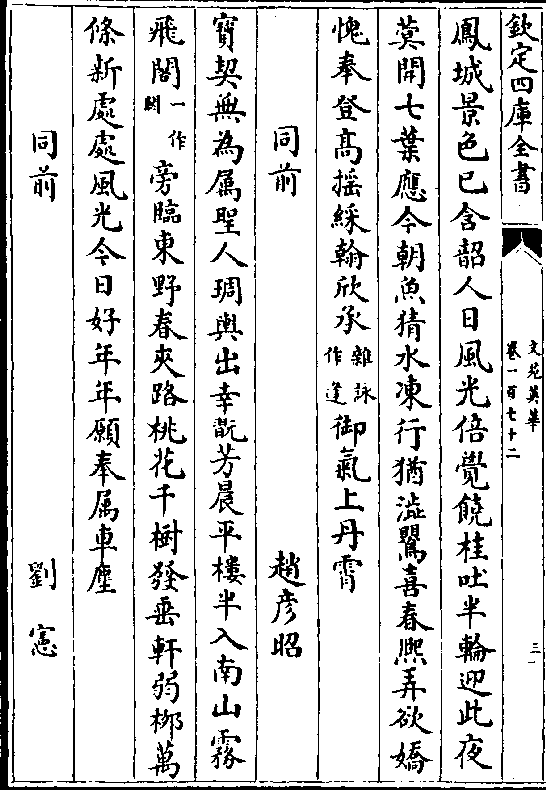 欽定四庫全書
文苑英華
卷一百七十二
三
鳳城景色已含韶人日風光倍覺饒桂吐半輪迎此夜
蓂開七葉應今朝魚猜水凍行猶澁鸎喜春熈弄欲嬌
愧奉登髙摇綵翰欣承雜詠作逢御氣上丹霄
同前 趙彦昭
寳契無為属聖人琱輿出幸翫芳晨平樓半入南山霧
飛閣一作闕旁臨東野春夾路桃花千樹發垂軒弱栁萬
條新處處風光今日好年年願奉属車塵
同前 劉憲